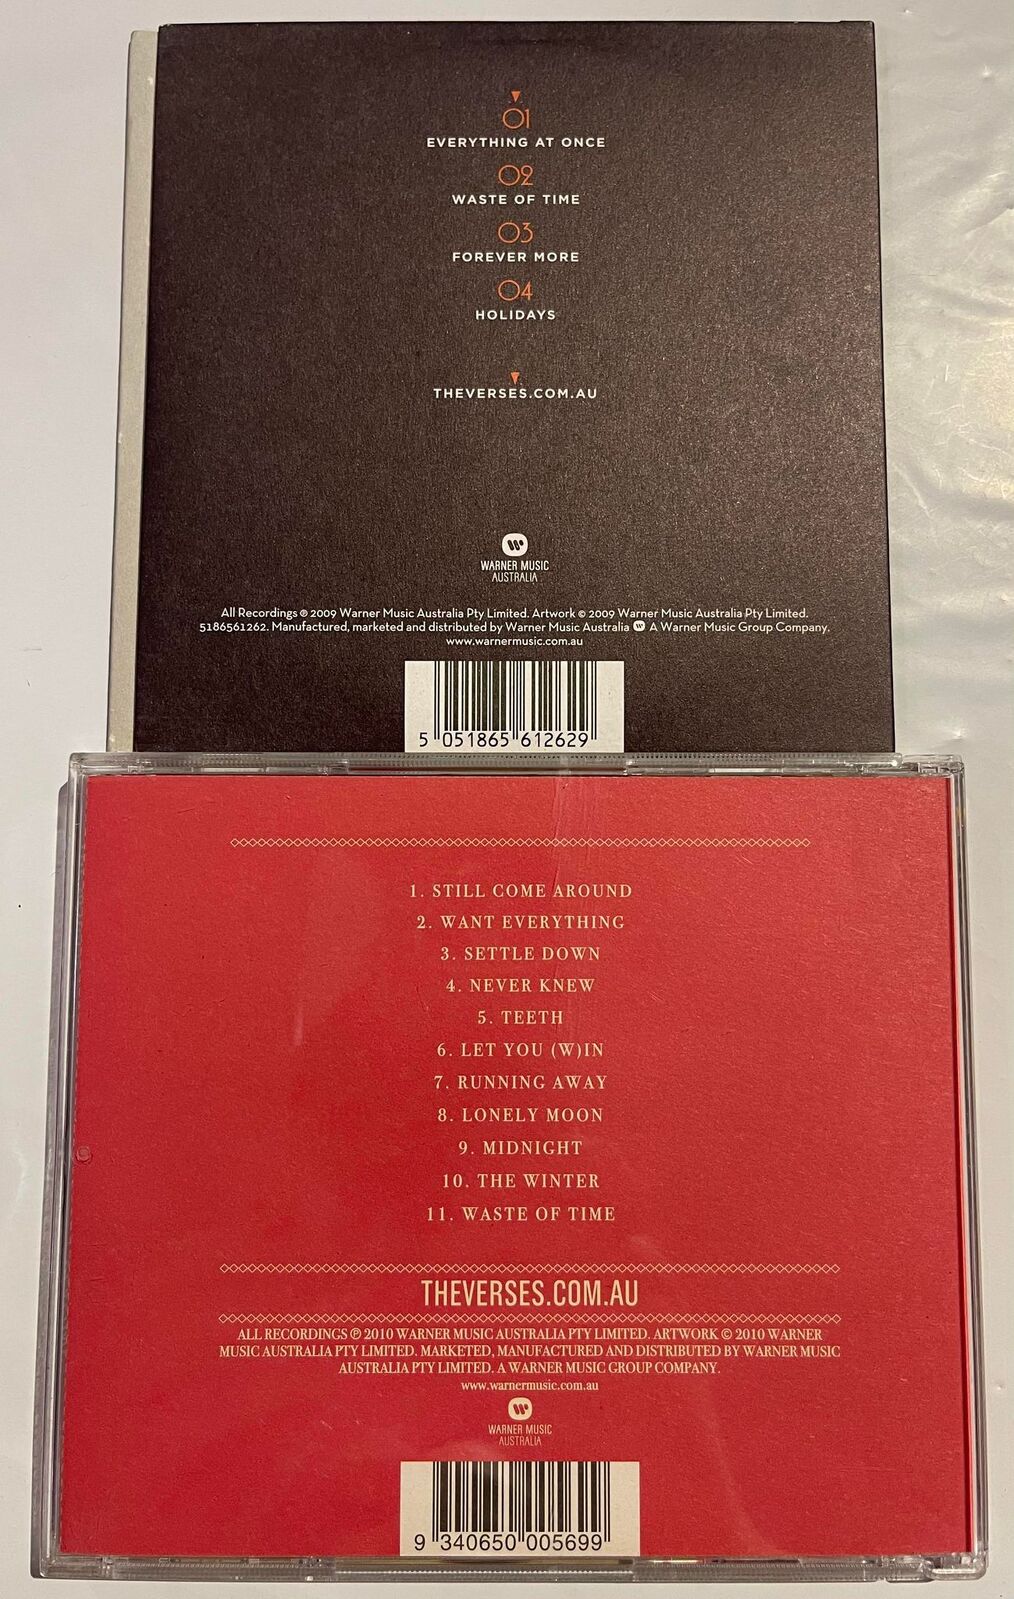 01
EVERYTHING AT ONCE
02
WASTE OF TIME
03
FOREVER MORE
04
HOLIDAYS
THEVERSES.COM.AU
WARNER MUSIC
AUSTRALIA
All Recordings ℗ 2009 Warner Music Australia Pty Limited. Artwork © 2009 Warner Music Australia Pty Limited.
5186561262. Manufactured, marketed and distributed by Warner Music Australia A Warner Music Group Company.
www.warnermusic.com.au
5 051865 612629
1. STILL COME AROUND
2. WANT EVERYTHING
3. SETTLE DOWN
4. NEVER KNEW
5. TEETH
6. LET YOU (W)IN
7. RUNNING AWAY
8. LONELY MOON
9. MIDNIGHT
10. THE WINTER
11. WASTE OF TIME
THEVERSES.COM.AU
ALL RECORDINGS ℗ 2010 WARNER MUSIC AUSTRALIA PTY LIMITED. ARTWORK © 2010 WARNER
MUSIC AUSTRALIA PTY LIMITED. MARKETED, MANUFACTURED AND DISTRIBUTED BY WARNER MUSIC
AUSTRALIA PTY LIMITED. A WARNER MUSIC GROUP COMPANY.
www.warnermusic.com.au
WARNER MUSIC
AUSTRALIA
9 340650 005699